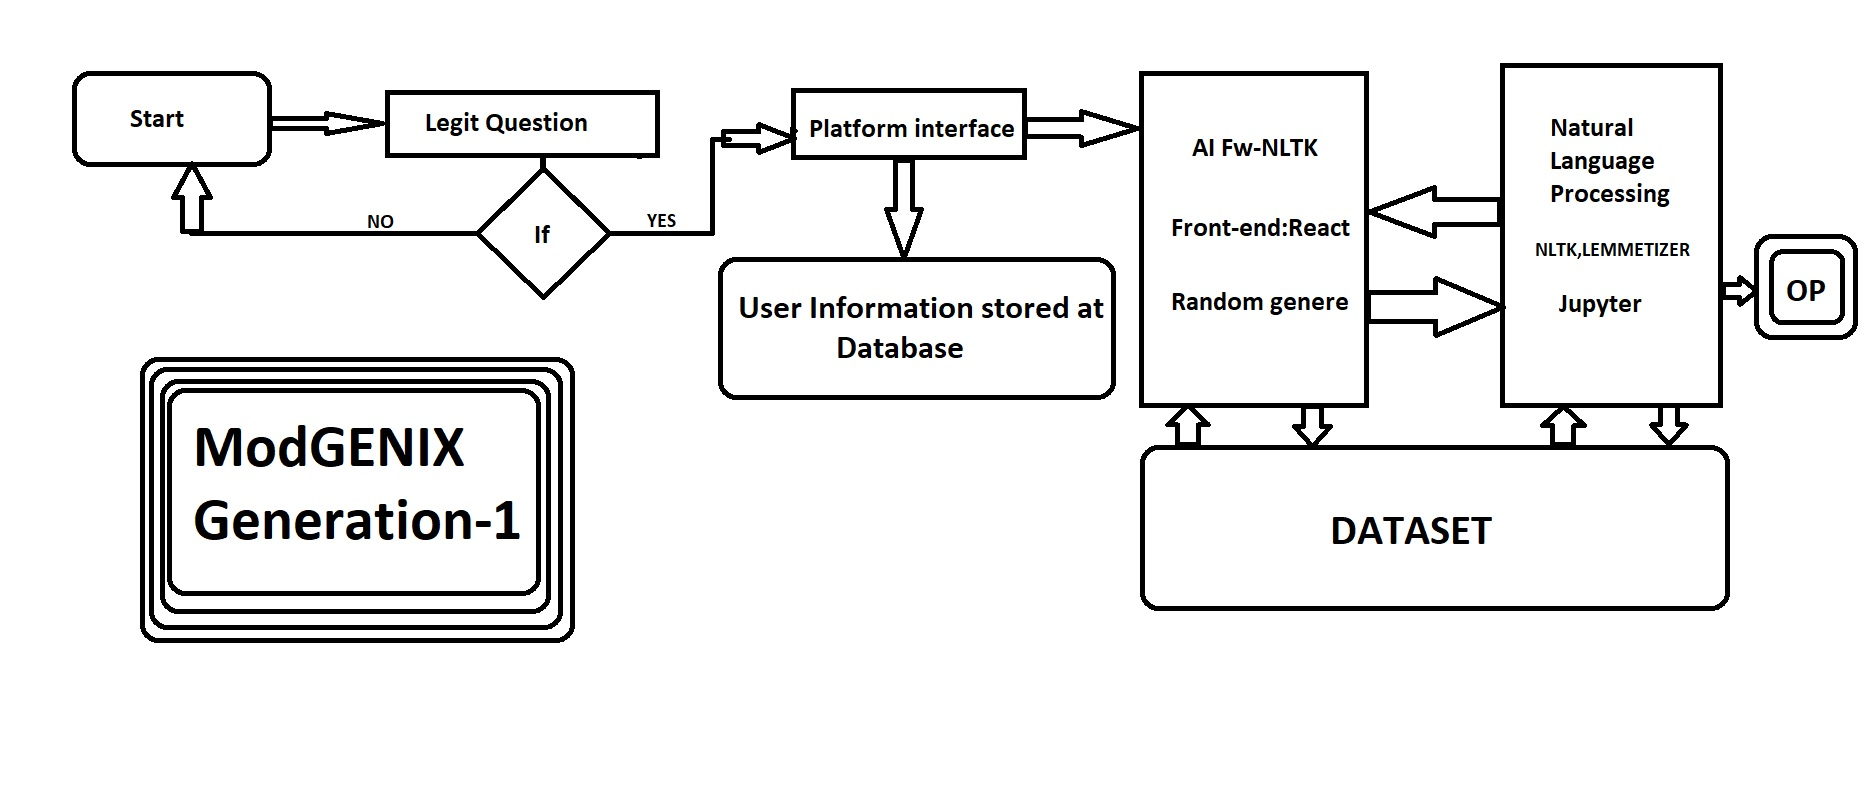 Start
Legit Question
If
NO
YES
Platform interface
User Information stored at
Database
AI Fw-NLTK
Front-end:React
Random genere
Natural
Language
Processing
NLTK,LEMMETIZER
Jupyter
OP
DATASET
ModGENIX
Generation-1